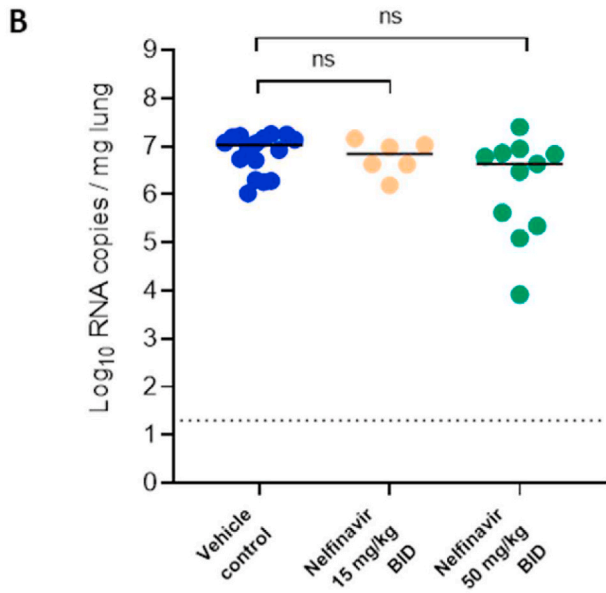 B
ns
ns
9
8
7
6
5
4
3
2
1
0
Log₁₀ RNA copies / mg lung
Vehicle
control
Nelfinavir
15 mg/kg
BID
Nelfinavir
50 mg/kg
BID